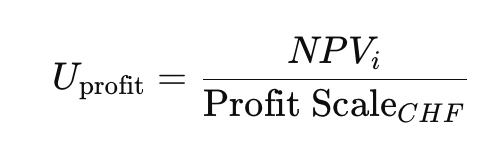 U_profit = NPV_i / Profit Scale_CHF